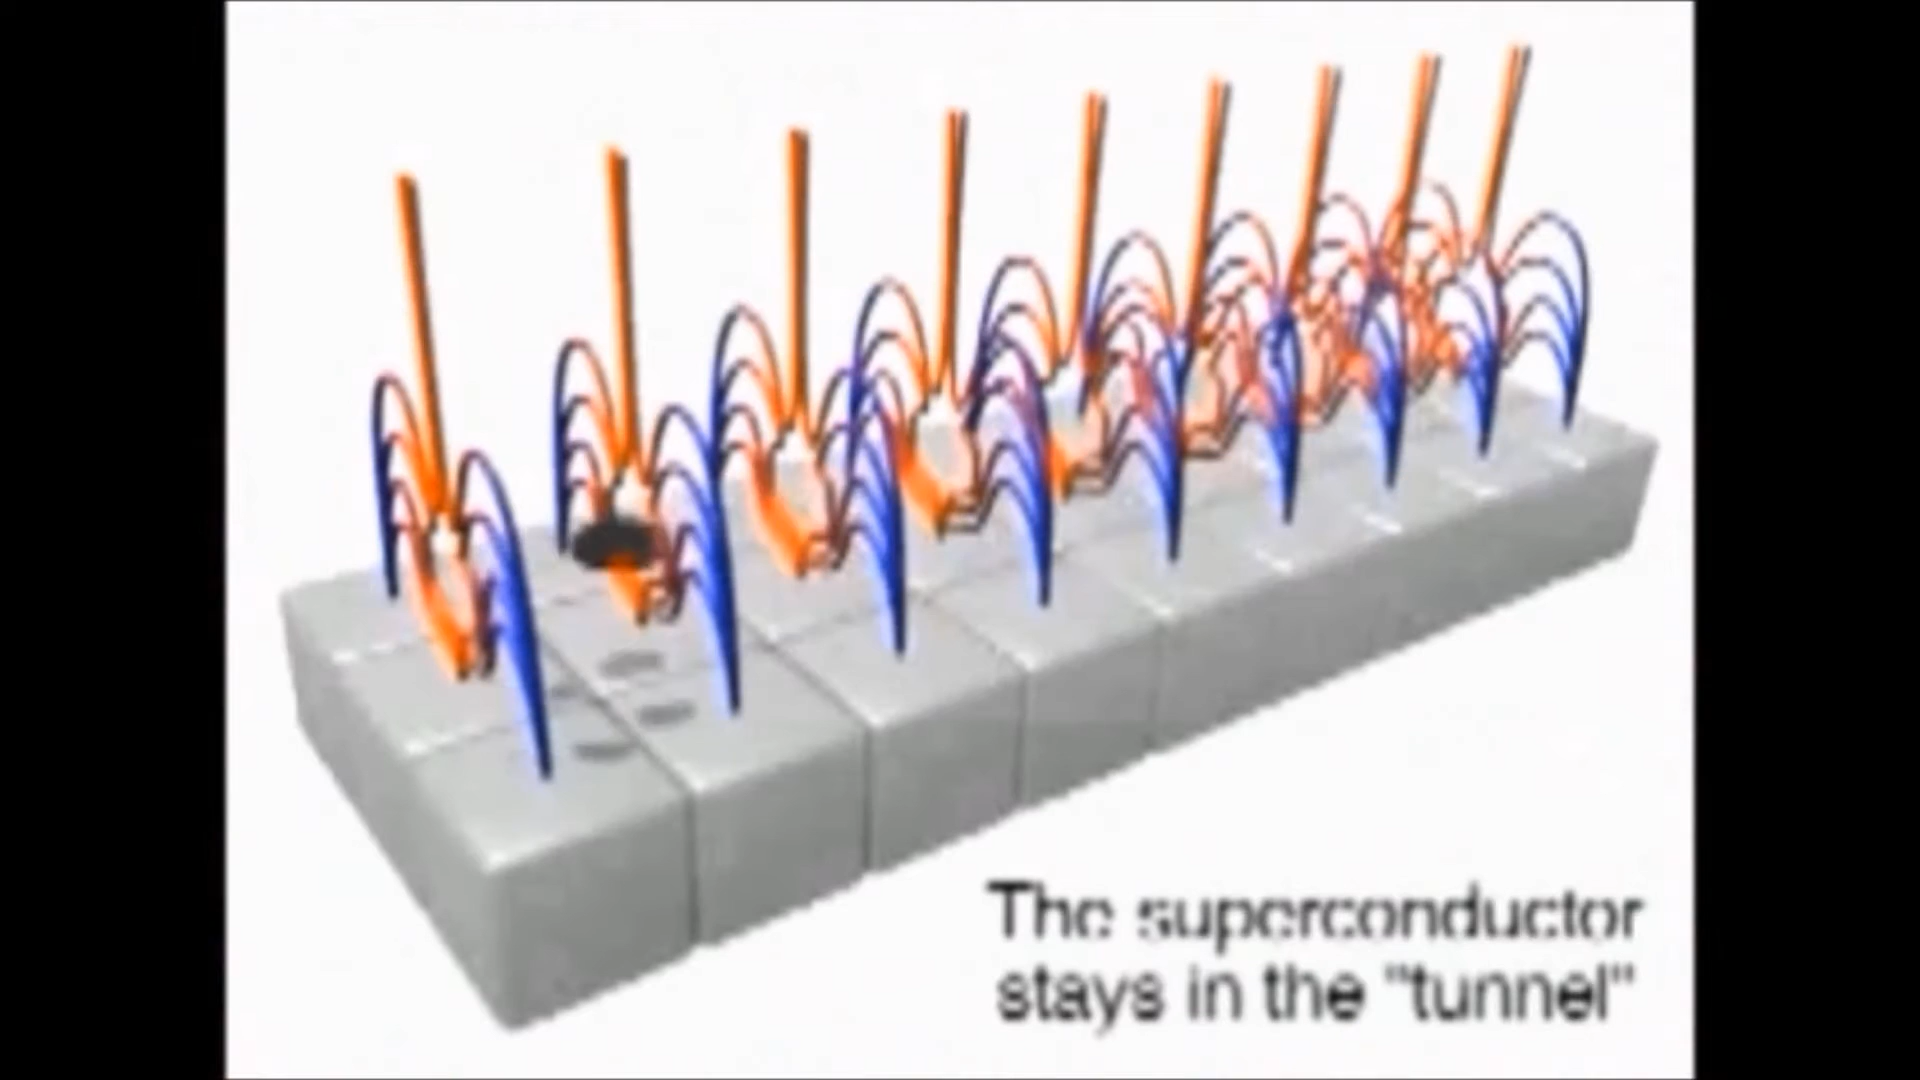 The superconductor
stays in the "tunnel"